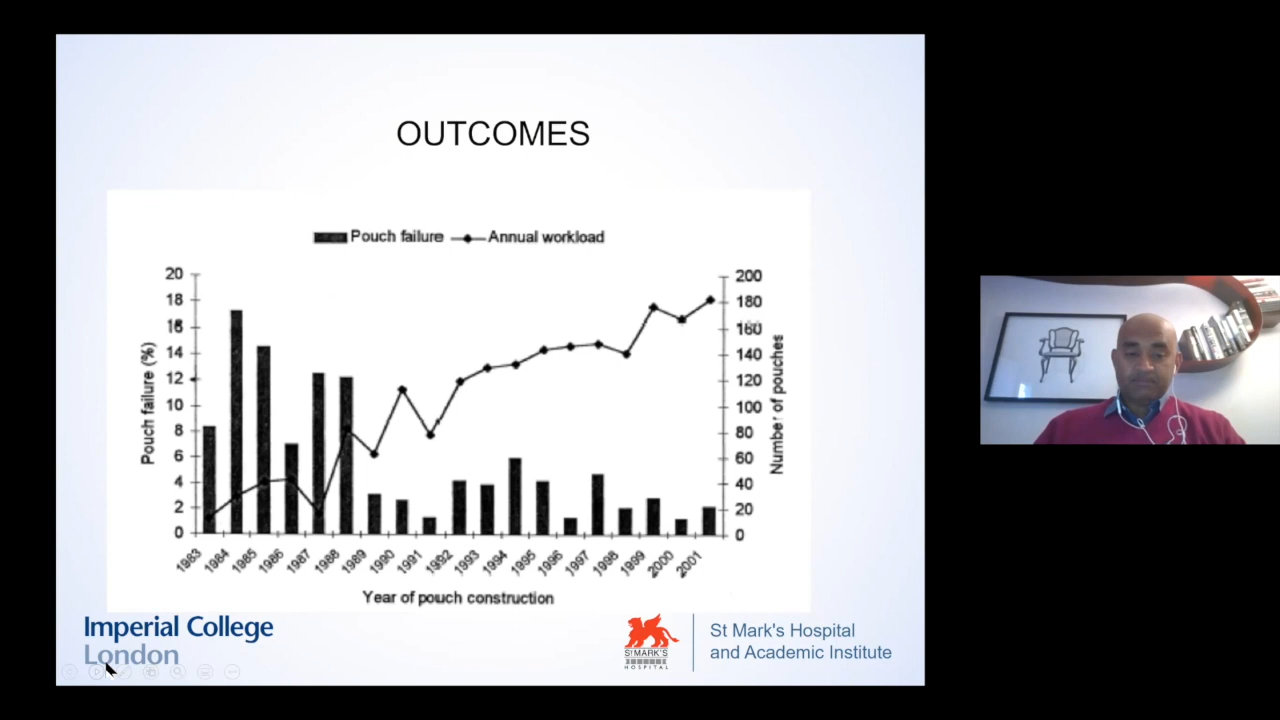 OUTCOMES
Pouch failure Annual workload
20
18
16
14
12
10
8
6
4
2
0
Pouch failure (%)
200
180
160
140
120
100
80
60
40
20
0
Number of pouches
1983 1984 1985 1986 1987 1988 1989 1990 1991 1992 1993 1994 1995 1996 1997 1998 1999 2000 2001
Year of pouch construction
Imperial College
London
ST MARK'S
HOSPITAL
St Mark's Hospital
and Academic Institute